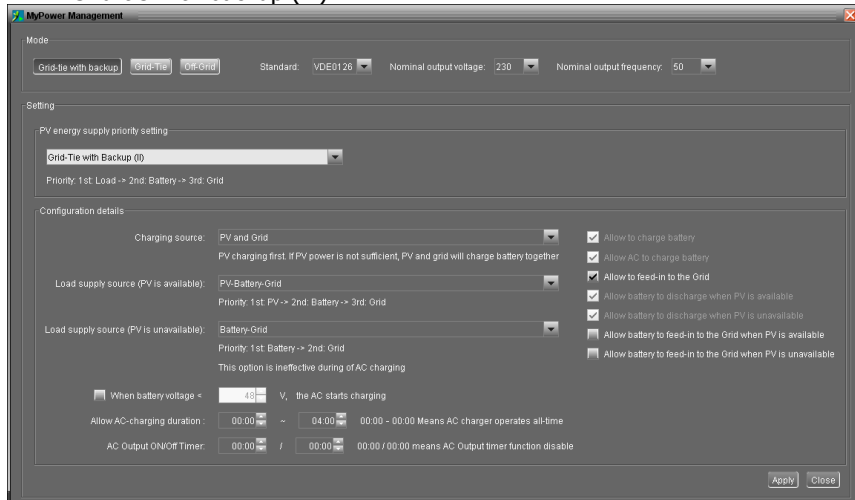 MyPower Management
Mode
Grid-tie with backup Grid-Tie Off-Grid Standard: VDE0126 Nominal output voltage: 230 Nominal output frequency: 50
Setting
PV energy supply priority setting
Grid-Tie with Backup (II)
Priority: 1st: Load -> 2nd: Battery-> 3rd: Grid
Configuration details
Charging source: PV and Grid
PV charging first. If PV power is not sufficient, PV and grid will charge battery together
Load supply source (PV is available): PV-Battery-Grid
Priority: 1st: PV -> 2nd: Battery -> 3rd: Grid
Load supply source (PV is unavailable): Battery-Grid
Priority: 1st: Battery -> 2nd: Grid
This option is ineffective during of AC charging
When battery voltage < 48 V, the AC starts charging
Allow AC-charging duration : 00:00 ~ 04:00 00:00 - 00:00 Means AC charger operates all-time
AC Output ON/Off Timer: 00:00 / 00:00 00:00 / 00:00 means AC Output timer function disable
Allow to charge battery
Allow AC to charge battery
Allow to feed-in to the Grid
Allow battery to discharge when PV is available
Allow battery to discharge when PV is unavailable
Allow battery to feed-in to the Grid when PV is available
Allow battery to feed-in to the Grid when PV is unavailable
Apply Close